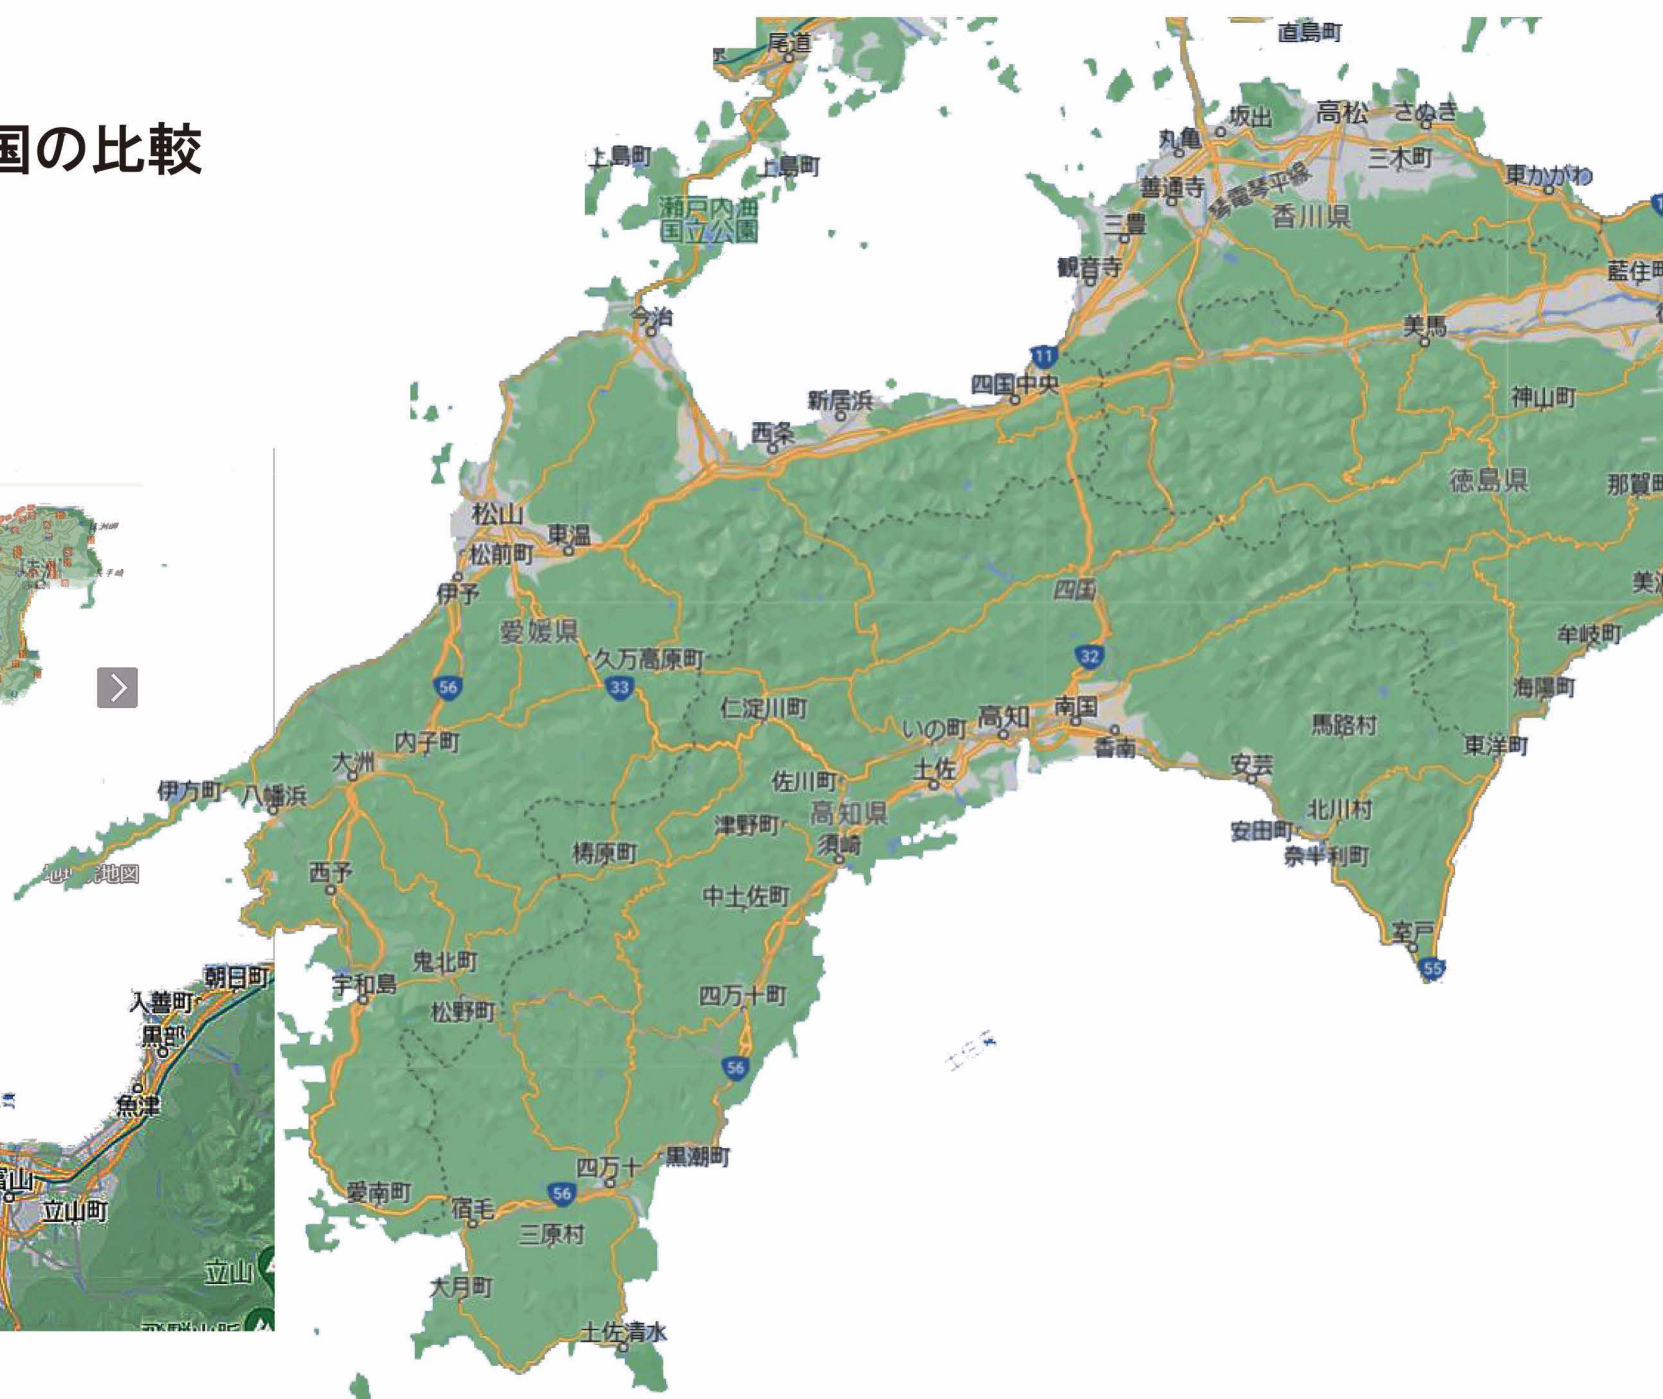 国の比較
尾道
直島町
坂出
高松
さぬき
丸亀
上島町
上島町
三木町
善通寺
東かがわ
琴電琴平線
瀬戸内海
国立公園
三豊
香川県
観音寺
藍住町
今治
美馬
11
四国中央
新居浜
神山町
西条
徳島県
那賀町
松山
東温
松前町
伊予
四国
愛媛県
牟岐町
久万高原町
32
56
33
海陽町
仁淀川町
南国
高知
いの町
馬路村
内子町
香南
東洋町
大洲
安芸
土佐
佐川町
伊方町
八幡浜
高知県
北川村
津野町
安田町
須崎
梼原町
奈半利町
西予
中土佐町
室戸
鬼北町
55
朝日町
宇和島
四万十町
入善町
松野町
黒部
56
魚津
黒潮町
四万十
愛南町
56
宿毛
立山町
三原村
立山
大月町
土佐清水